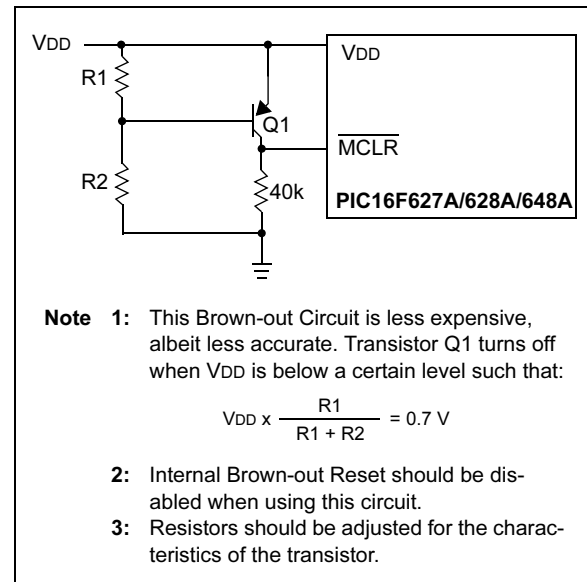 VDD
VDD
R1
Q1
MCLR
R2
40k
PIC16F627A/628A/648A
Note 1: This Brown-out Circuit is less expensive,
albeit less accurate. Transistor Q1 turns off
when VDD is below a certain level such that:
VDD x R1 / R1 + R2 = 0.7 V
2: Internal Brown-out Reset should be dis-
abled when using this circuit.
3: Resistors should be adjusted for the charac-
teristics of the transistor.